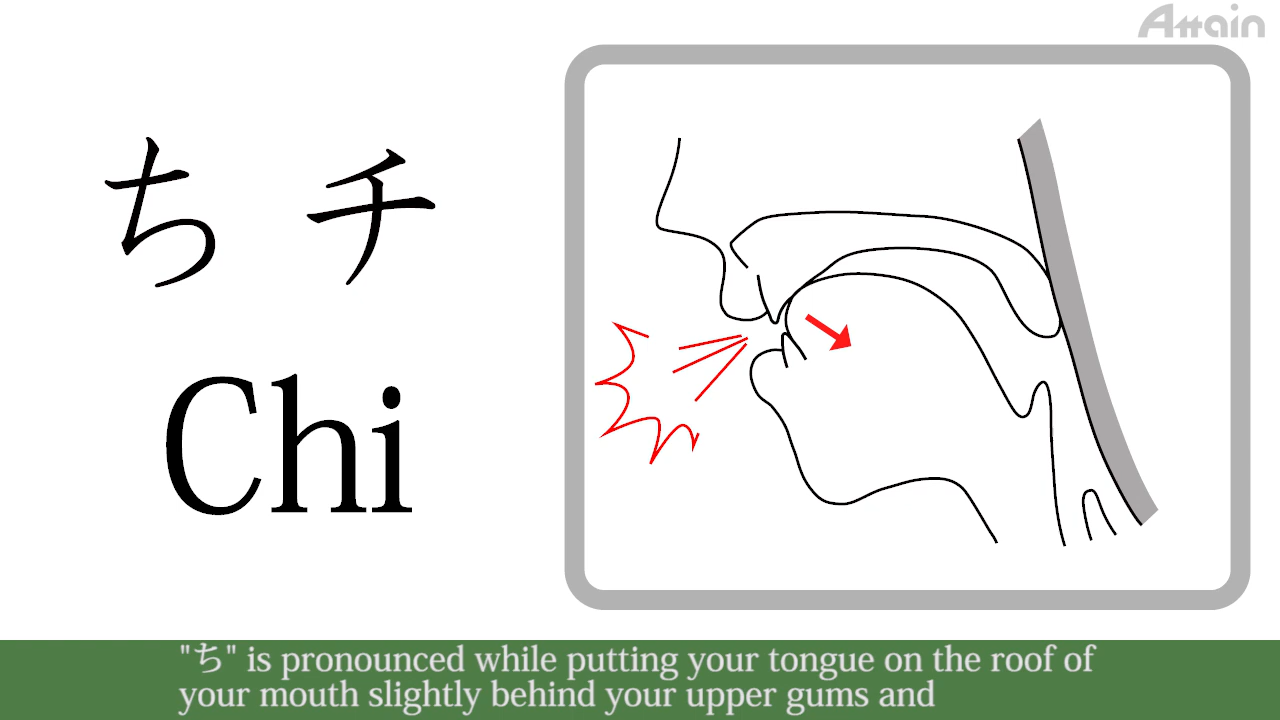 Attain
ち チ
Chi
"ち" is pronounced while putting your tongue on the roof of
your mouth slightly behind your upper gums and